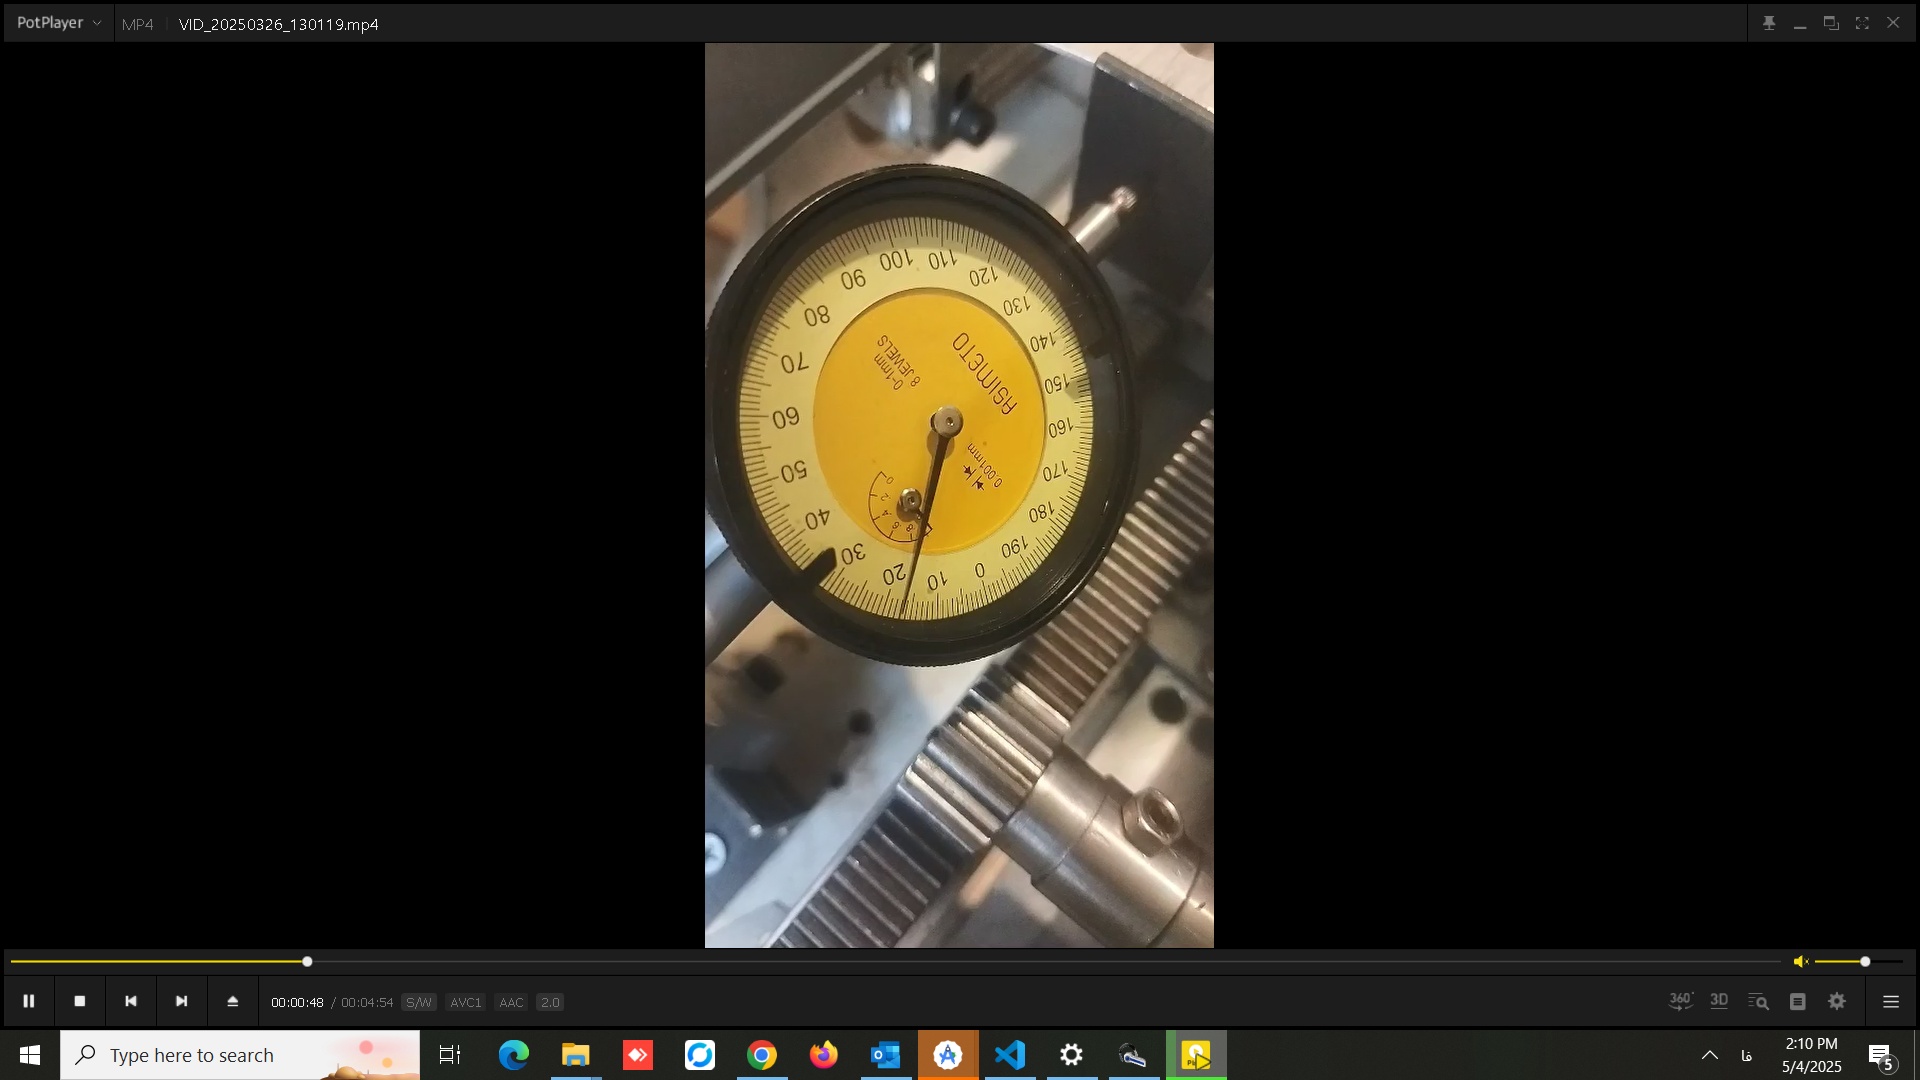 PotPlayer
MP4
VID_20250326_130119.mp4
100
110
120
130
140
150
160
170
180
190
0
10
20
30
40
50
60
70
80
90
ASIMETO
0-1mm
8 JEWELS
0.001mm
0
2
4
6
8
00:00:48 / 00:04:54
S/W
AVC1
AAC
2.0
360°
3D
Type here to search
فا
2:10 PM
5/4/2025
5